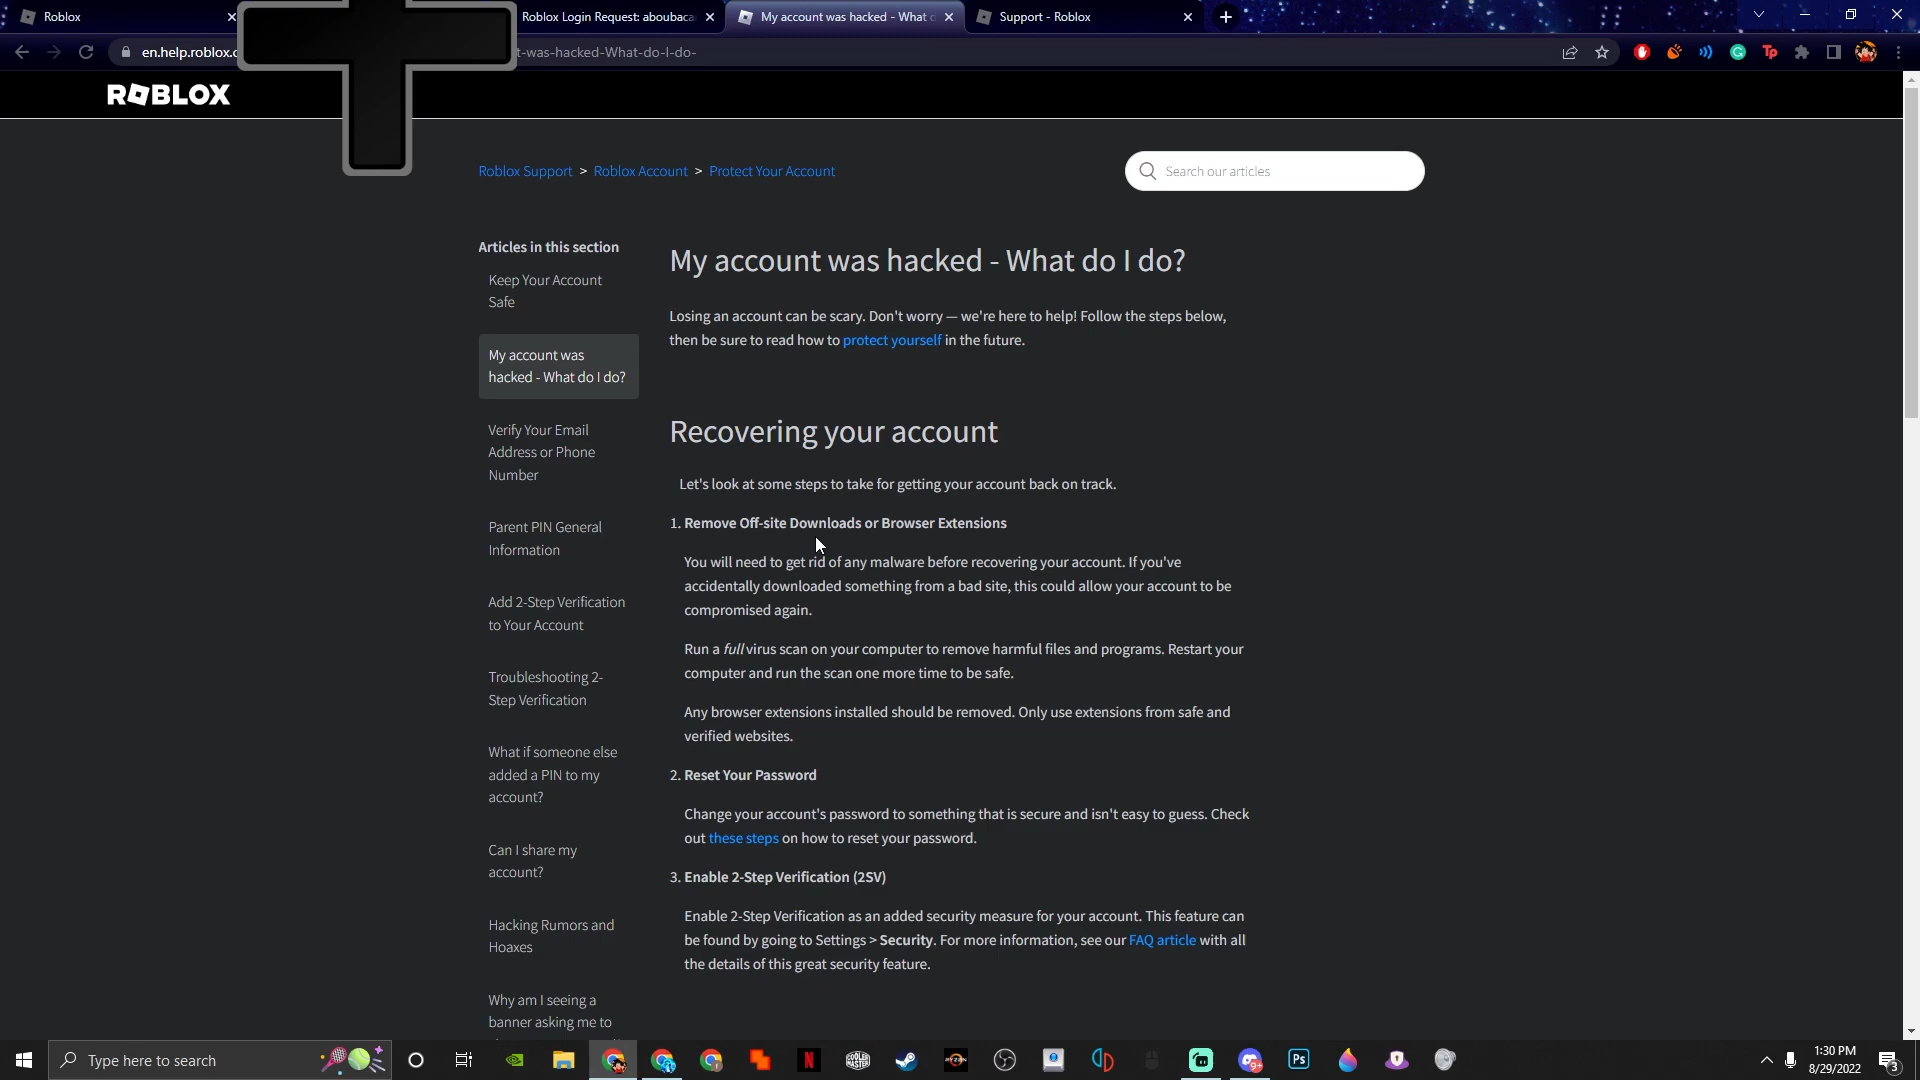 Roblox
Roblox Login Request: aboubaca
My account was hacked - What d
Support - Roblox
en.help.roblox.c
t-was-hacked-What-do-I-do-
ROBLOX
Roblox Support > Roblox Account > Protect Your Account
Search our articles
Articles in this section
Keep Your Account
Safe
My account was
hacked - What do I do?
Verify Your Email
Address or Phone
Number
Parent PIN General
Information
Add 2-Step Verification
to Your Account
Troubleshooting 2-
Step Verification
What if someone else
added a PIN to my
account?
Can I share my
account?
Hacking Rumors and
Hoaxes
Why am I seeing a
banner asking me to
My account was hacked - What do I do?
Losing an account can be scary. Don't worry — we're here to help! Follow the steps below,
then be sure to read how to protect yourself in the future.
Recovering your account
Let's look at some steps to take for getting your account back on track.
1. Remove Off-site Downloads or Browser Extensions
You will need to get rid of any malware before recovering your account. If you've
accidentally downloaded something from a bad site, this could allow your account to be
compromised again.
Run a full virus scan on your computer to remove harmful files and programs. Restart your
computer and run the scan one more time to be safe.
Any browser extensions installed should be removed. Only use extensions from safe and
verified websites.
2. Reset Your Password
Change your account's password to something that is secure and isn't easy to guess. Check
out these steps on how to reset your password.
3. Enable 2-Step Verification (2SV)
Enable 2-Step Verification as an added security measure for your account. This feature can
be found by going to Settings > Security. For more information, see our FAQ article with all
the details of this great security feature.
Type here to search
N
COOLER
MASTER
RYZEN
9+
Ps
1:30 PM
8/29/2022
3